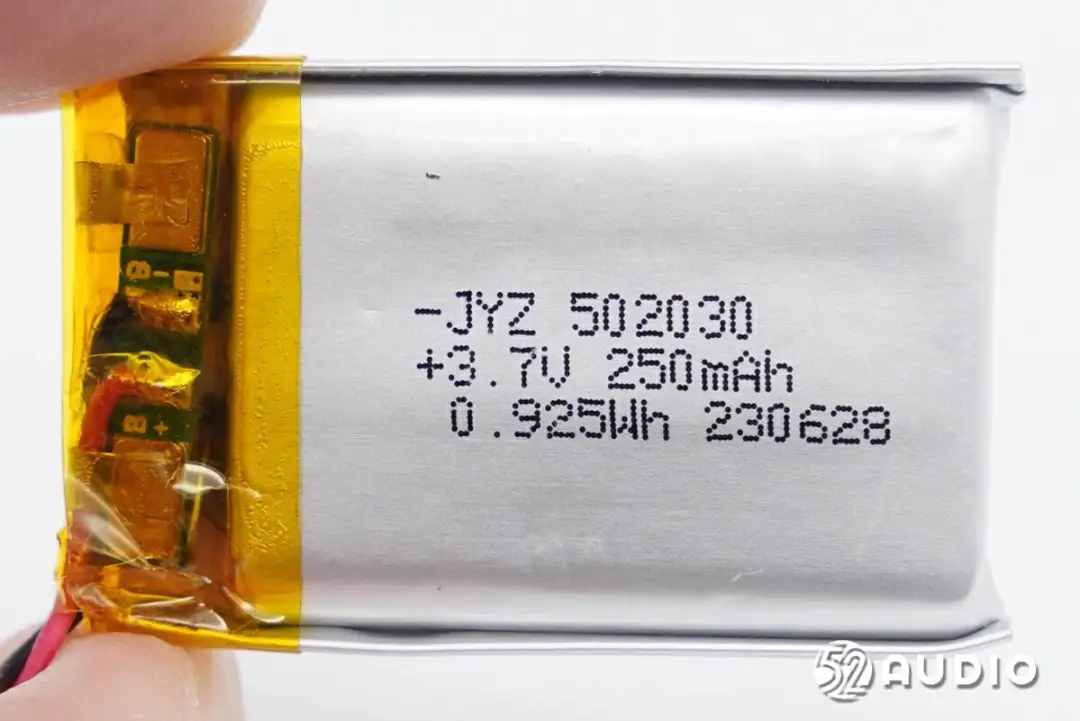 -JYZ 502030
+3.7V 250mAh
0.925Wh 230628
B-
B+
52AUDIO